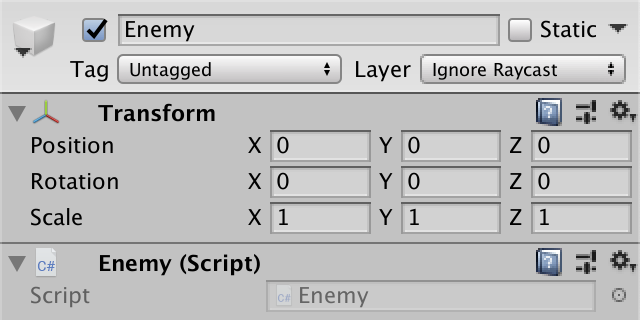 Enemy Static
Tag Untagged Layer Ignore Raycast
Transform
Position X 0 Y 0 Z 0
Rotation X 0 Y 0 Z 0
Scale X 1 Y 1 Z 1
C# Enemy (Script)
Script C# Enemy